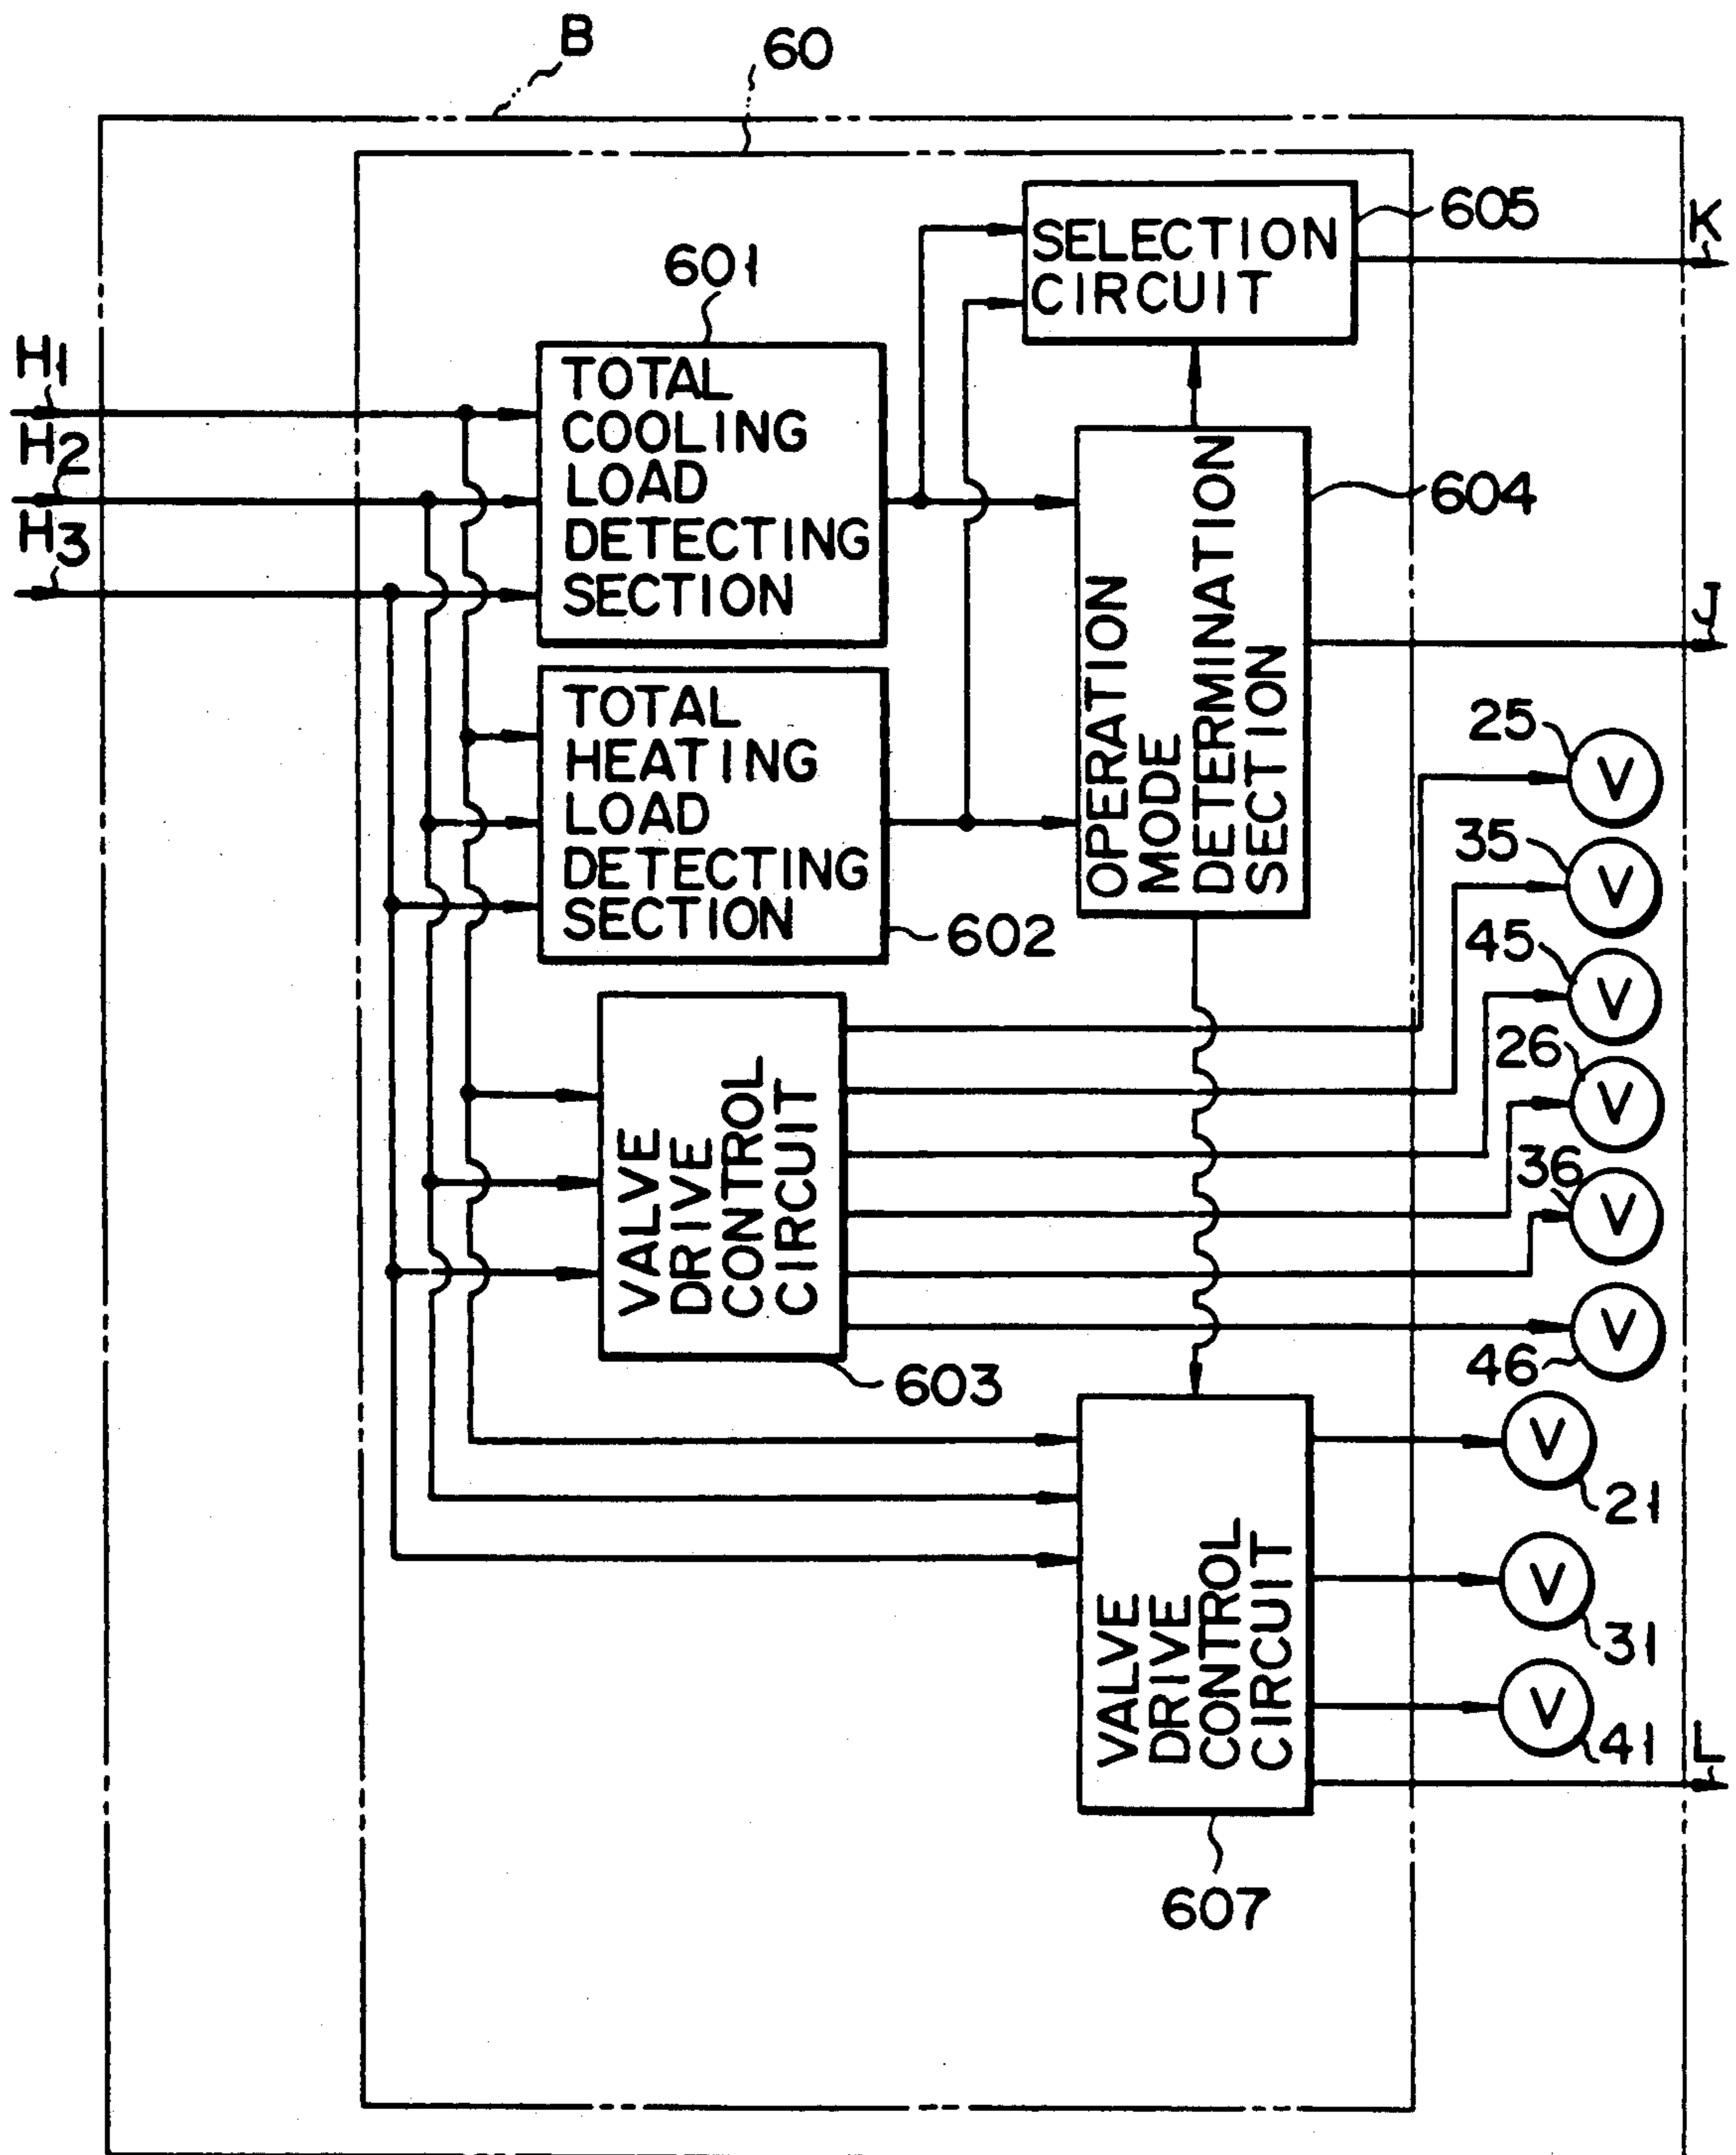 B
60
605
K
SELECTION
CIRCUIT
601
H1
TOTAL
COOLING
LOAD
DETECTING
SECTION
H2
H3
604
OPERATION
MODE
DETERMINATION
SECTION
J
TOTAL
HEATING
LOAD
DETECTING
SECTION
602
25
V
35
V
45
V
26
V
36
V
46
V
VALVE
DRIVE
CONTROL
CIRCUIT
603
V
21
V
31
V
41
L
VALVE
DRIVE
CONTROL
CIRCUIT
607